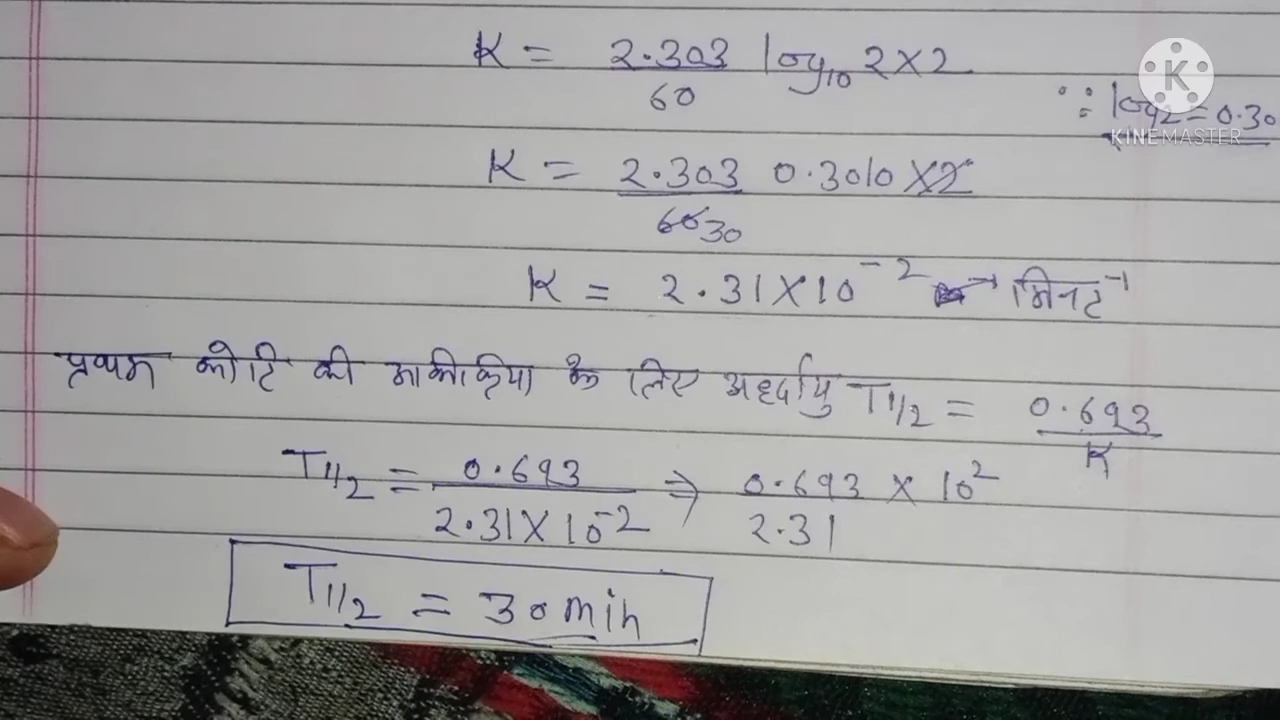 K = 2.303/60 log₁₀ 2×2
∵ log2 = 0.30
K
KINEMASTER
K = 2.303/60 30 0.3010 ×2
K = 2.31×10⁻² मिनट⁻¹
प्रथम कोटि की के लिए अर्ध्दायु T1/2 = 0.693/K
T1/2 = 0.693/2.31×10⁻² ⇒ 0.693 × 10²/2.31
T1/2 = 30 min